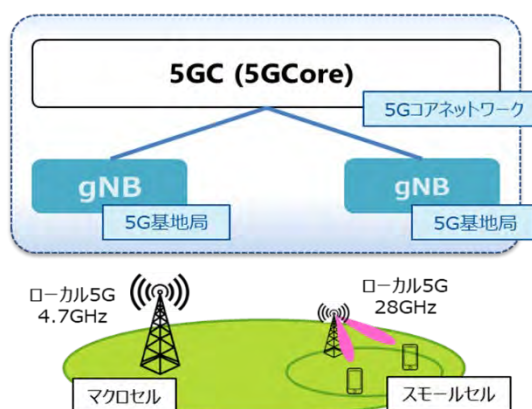 5GC (5GCore)
5Gコアネットワーク
gNB
gNB
5G基地局
5G基地局
ローカル5G
4.7GHz
ローカル5G
28GHz
マクロセル
スモールセル